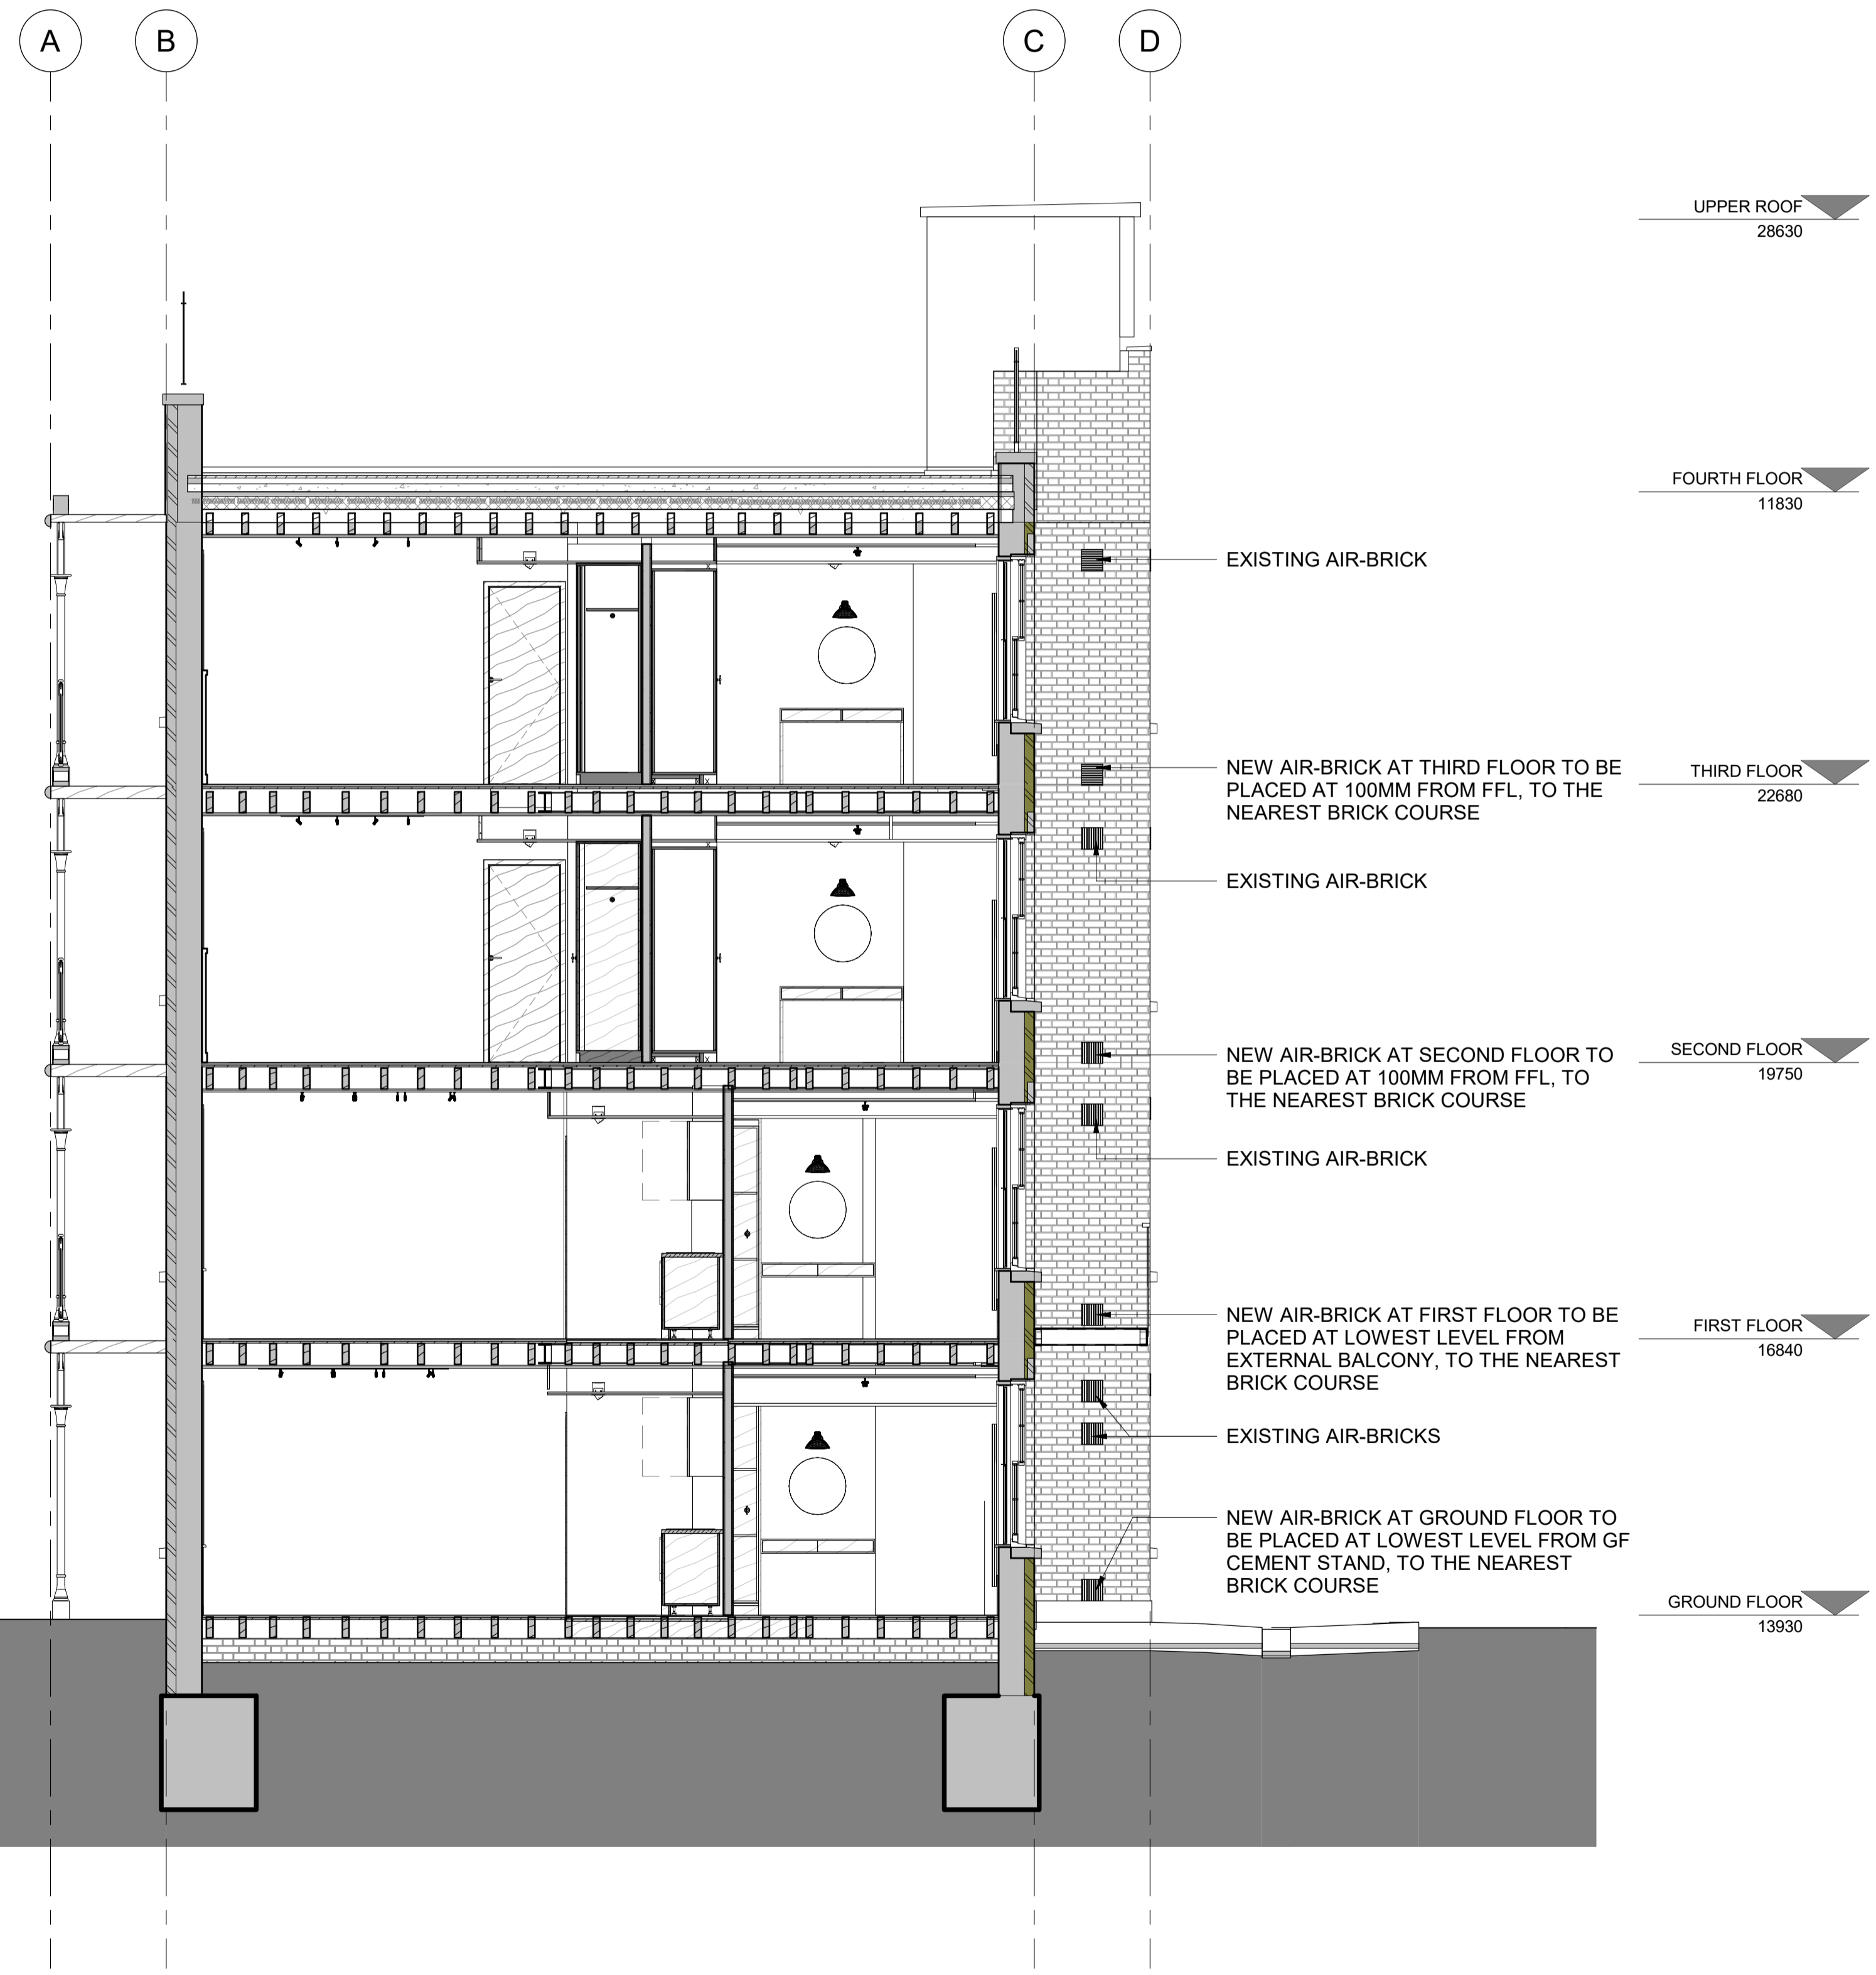 A
B
C
D
UPPER ROOF
28630
FOURTH FLOOR
11830
EXISTING AIR-BRICK
NEW AIR-BRICK AT THIRD FLOOR TO BE
PLACED AT 100MM FROM FFL, TO THE
NEAREST BRICK COURSE
THIRD FLOOR
22680
EXISTING AIR-BRICK
NEW AIR-BRICK AT SECOND FLOOR TO
BE PLACED AT 100MM FROM FFL, TO
THE NEAREST BRICK COURSE
SECOND FLOOR
19750
EXISTING AIR-BRICK
NEW AIR-BRICK AT FIRST FLOOR TO BE
PLACED AT LOWEST LEVEL FROM
EXTERNAL BALCONY, TO THE NEAREST
BRICK COURSE
FIRST FLOOR
16840
EXISTING AIR-BRICKS
NEW AIR-BRICK AT GROUND FLOOR TO
BE PLACED AT LOWEST LEVEL FROM GF
CEMENT STAND, TO THE NEAREST
BRICK COURSE
GROUND FLOOR
13930